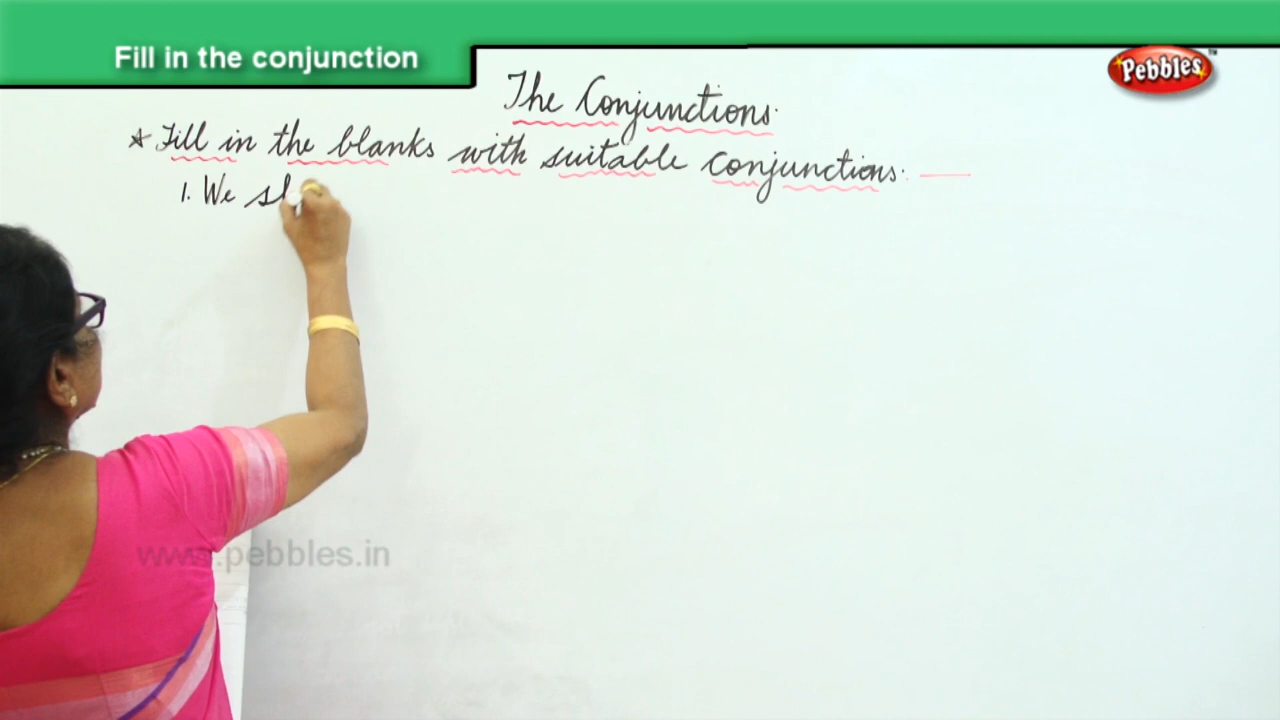 Fill in the conjunction
Pebbles
The Conjunctions.
* Fill in the blanks with suitable conjunctions.
1. We
www.pebbles.in